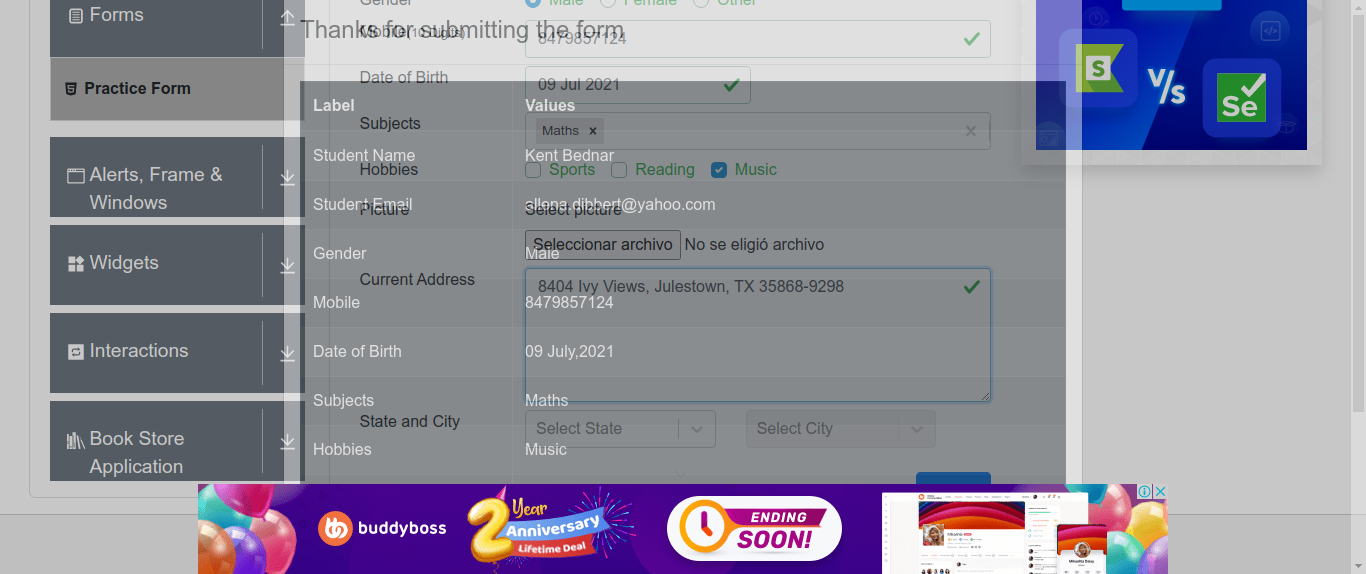 Gender Male Female Other
Forms
Thanks for submitting the form
Mobile(10 Digits) 8479857124
Date of Birth 09 Jul 2021
Practice Form
Label Values
Subjects Maths ×
Student Name Kent Bednar
Hobbies Sports Reading Music
Alerts, Frame &
Windows
Student Email ellena.dibbert@yahoo.com
Picture Select picture
Seleccionar archivo No se eligió archivo
Gender Male
Widgets
Current Address 8404 Ivy Views, Julestown, TX 35868-9298
Mobile 8479857124
Interactions
Date of Birth 09 July,2021
Subjects Maths
State and City Select State Select City
Book Store
Application
Hobbies Music
S V/s Se
buddyboss
2 Year
Anniversary
Lifetime Deal
ENDING
SOON!